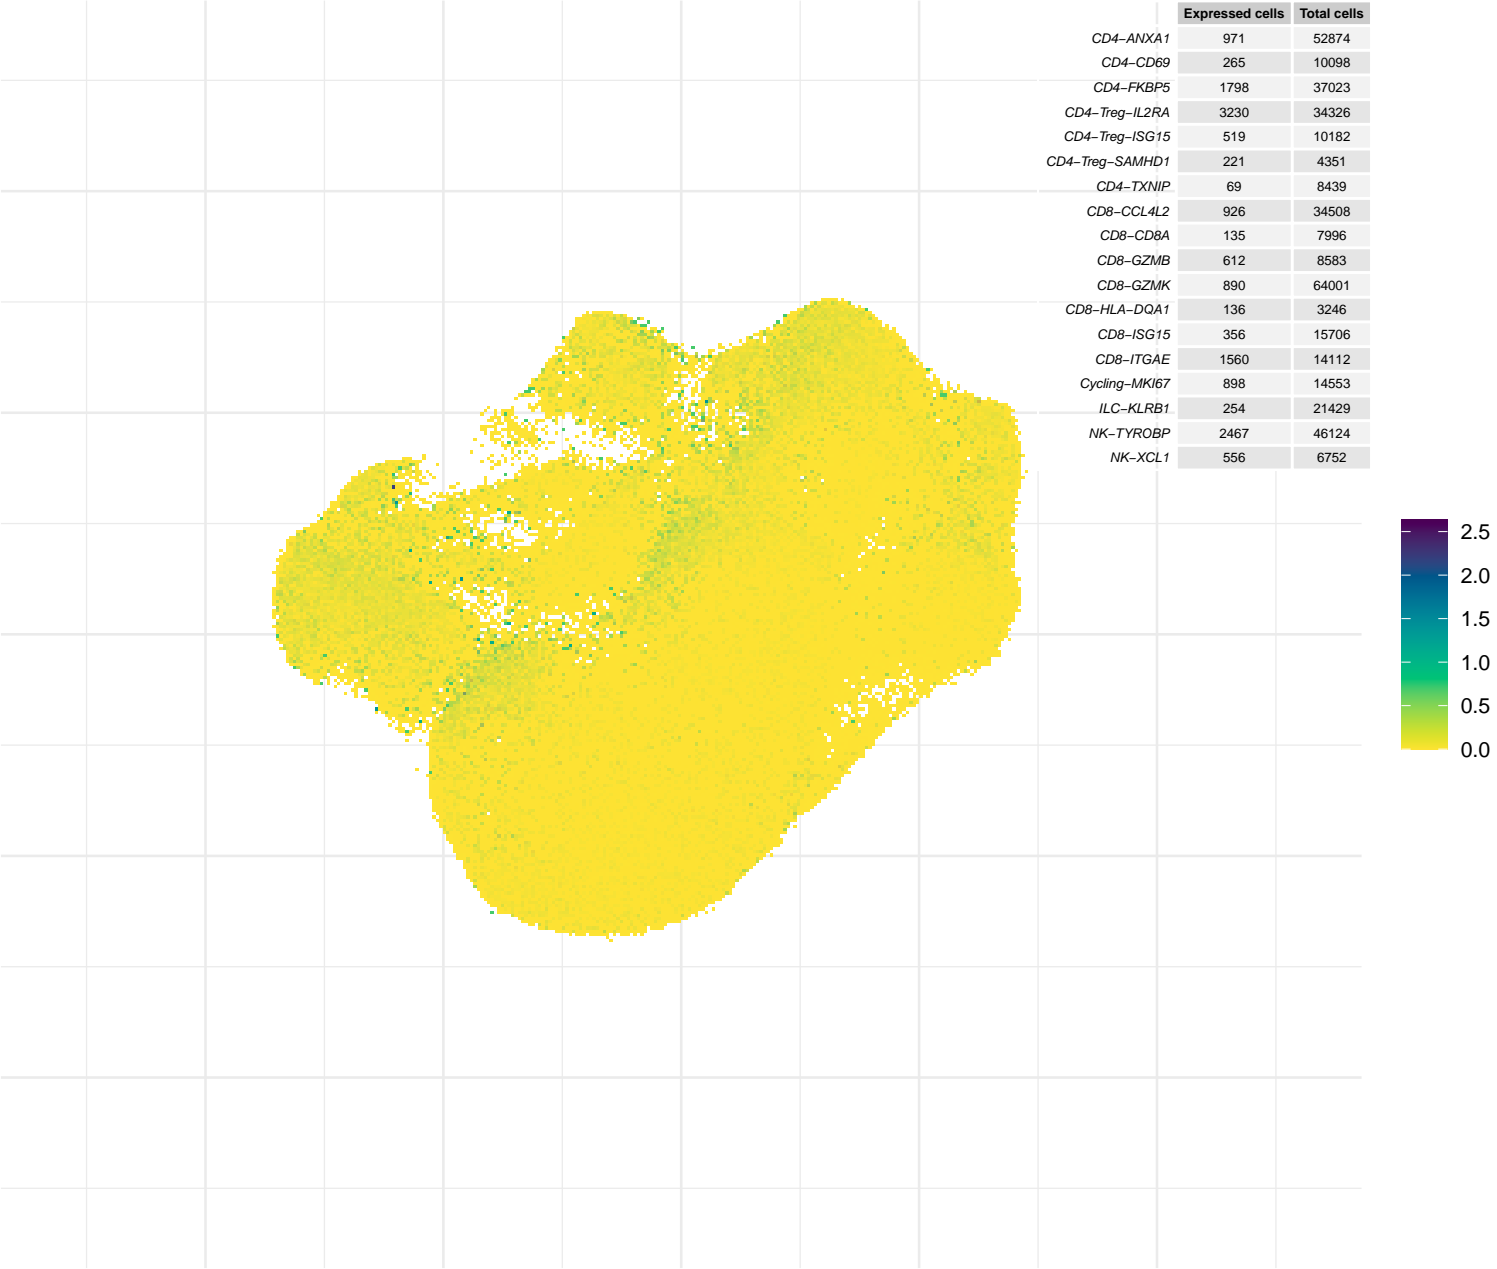 Expressed cells Total cells
CD4−ANXA1 971 52874
CD4−CD69 265 10098
CD4−FKBP5 1798 37023
CD4−Treg−IL2RA 3230 34326
CD4−Treg−ISG15 519 10182
CD4−Treg−SAMHD1 221 4351
CD4−TXNIP 69 8439
CD8−CCL4L2 926 34508
CD8−CD8A 135 7996
CD8−GZMB 612 8583
CD8−GZMK 890 64001
CD8−HLA−DQA1 136 3246
CD8−ISG15 356 15706
CD8−ITGAE 1560 14112
Cycling−MKI67 898 14553
ILC−KLRB1 254 21429
NK−TYROBP 2467 46124
NK−XCL1 556 6752
2.5
2.0
1.5
1.0
0.5
0.0